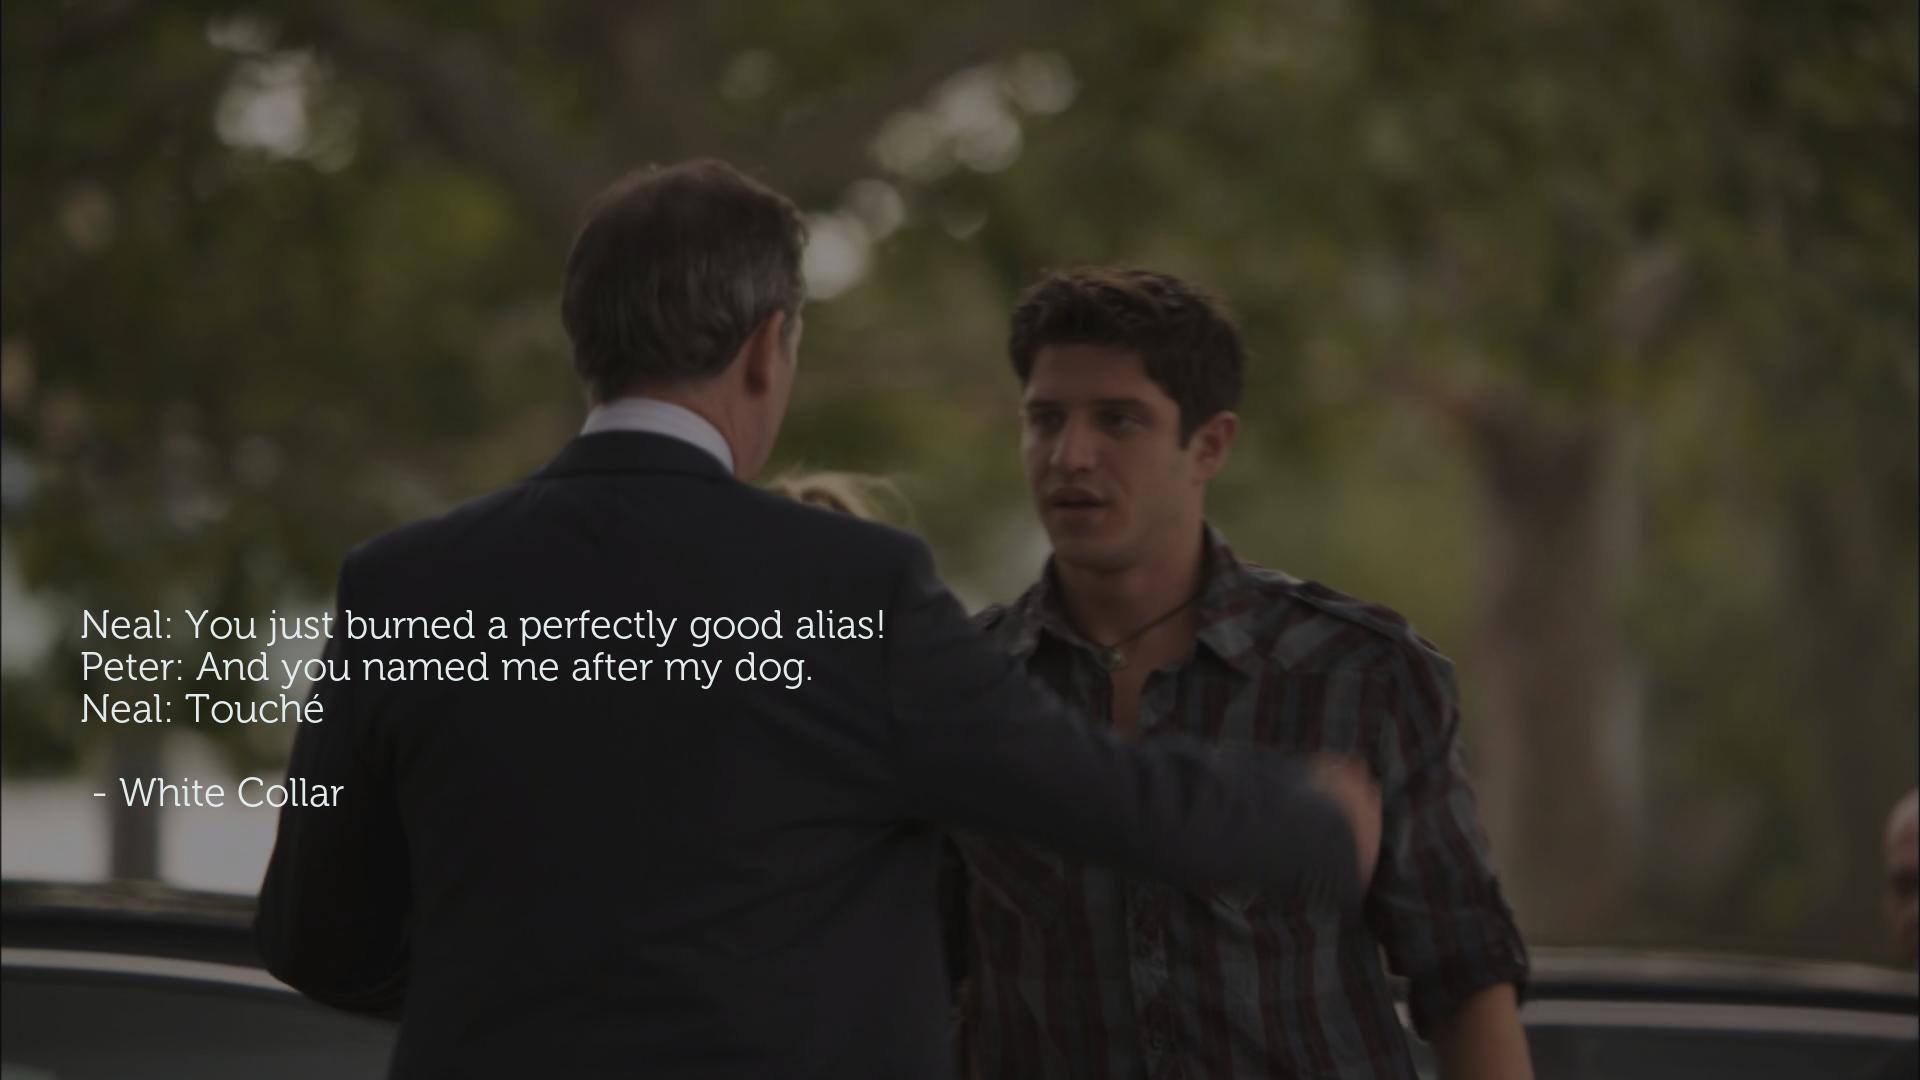 Neal: You just burned a perfectly good alias!
Peter: And you named me after my dog.
Neal: Touché
- White Collar